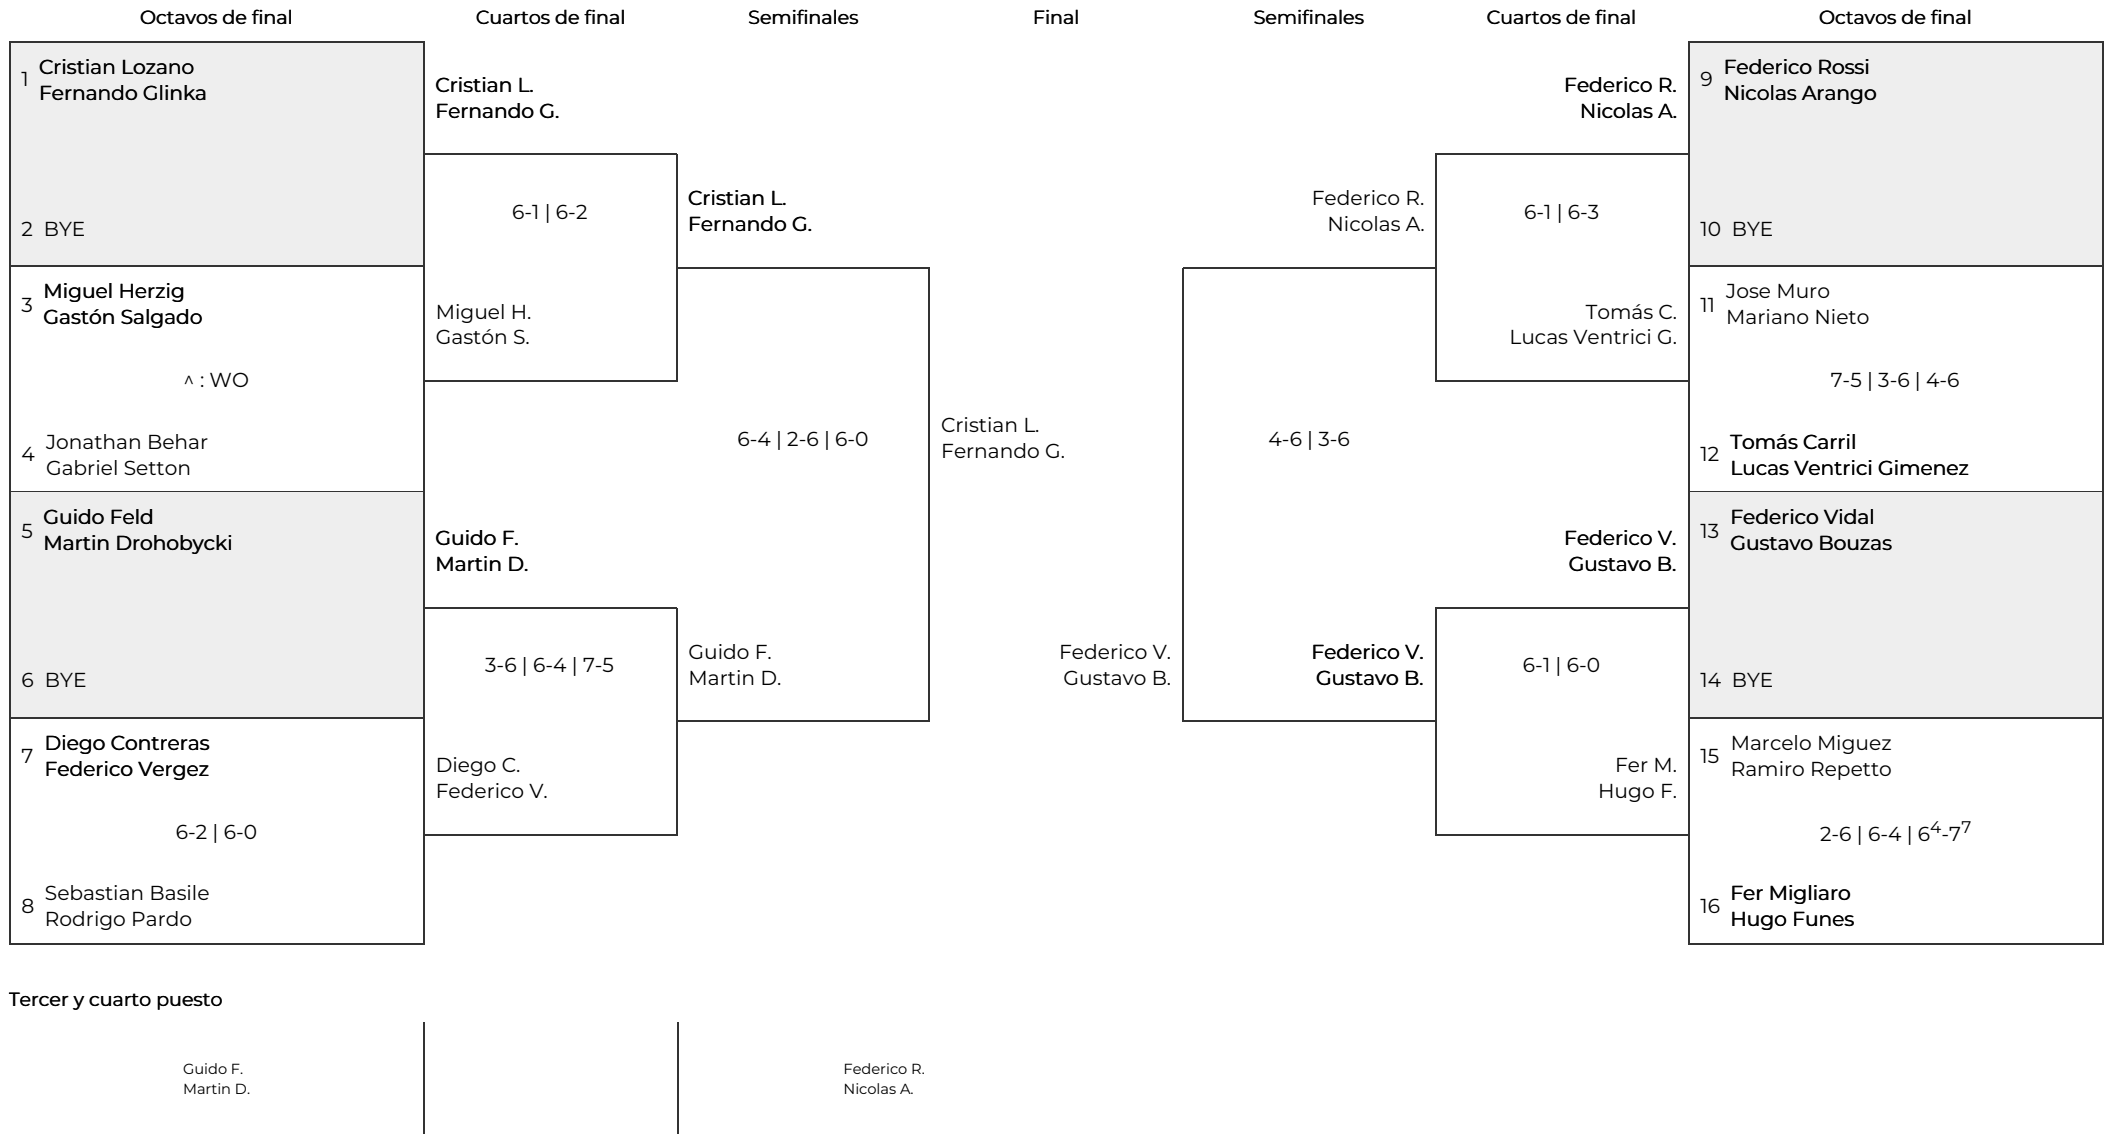 Octavos de final
Cuartos de final
Semifinales
Final
Semifinales
Cuartos de final
Octavos de final
1
Cristian Lozano
Fernando Glinka
2 BYE
3
Miguel Herzig
Gastón Salgado
^ : WO
4
Jonathan Behar
Gabriel Setton
5
Guido Feld
Martin Drohobycki
6 BYE
7
Diego Contreras
Federico Vergez
6-2 | 6-0
8
Sebastian Basile
Rodrigo Pardo
Cristian L.
Fernando G.
6-1 | 6-2
Miguel H.
Gastón S.
Guido F.
Martin D.
3-6 | 6-4 | 7-5
Diego C.
Federico V.
Cristian L.
Fernando G.
6-4 | 2-6 | 6-0
Guido F.
Martin D.
Cristian L.
Fernando G.
Federico V.
Gustavo B.
Federico R.
Nicolas A.
4-6 | 3-6
Federico V.
Gustavo B.
Federico R.
Nicolas A.
6-1 | 6-3
Tomás C.
Lucas Ventrici G.
Federico V.
Gustavo B.
6-1 | 6-0
Fer M.
Hugo F.
9
Federico Rossi
Nicolas Arango
10 BYE
11
Jose Muro
Mariano Nieto
7-5 | 3-6 | 4-6
12
Tomás Carril
Lucas Ventrici Gimenez
13
Federico Vidal
Gustavo Bouzas
14 BYE
15
Marcelo Miguez
Ramiro Repetto
2-6 | 6-4 | 6⁴-7⁷
16
Fer Migliaro
Hugo Funes
Tercer y cuarto puesto
Guido F.
Martin D.
Federico R.
Nicolas A.